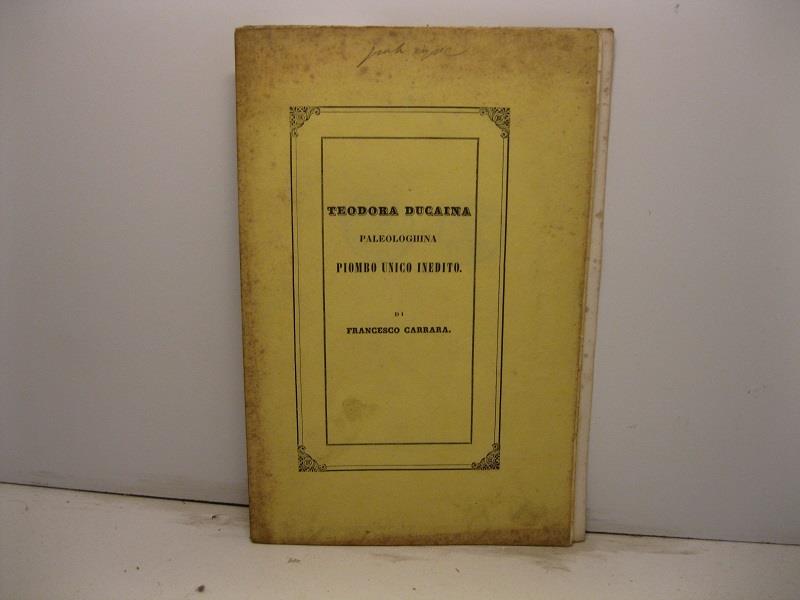 TEODORA DUCAINA
PALEOLOGHINA
PIOMBO UNICO INEDITO.
DI
FRANCESCO CARRARA.